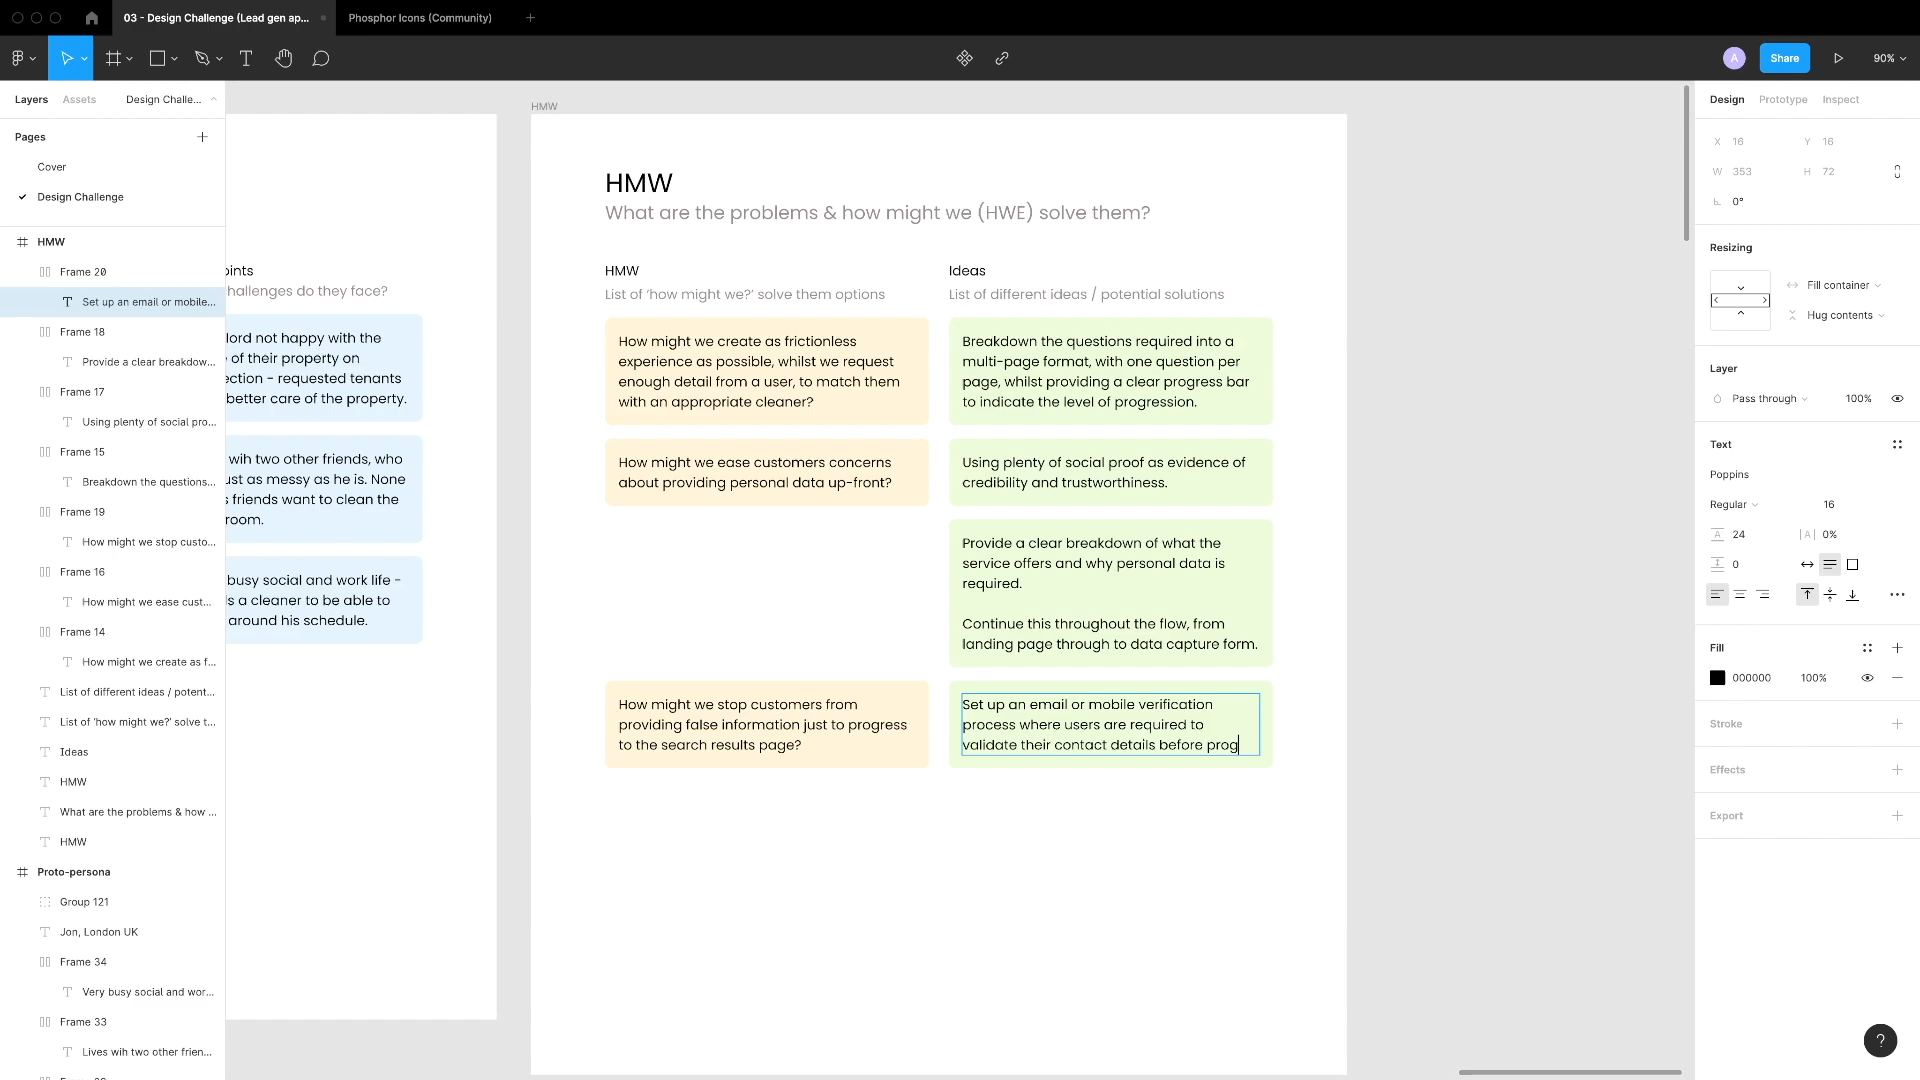 03 - Design Challenge (Lead gen ap...
Phosphor Icons (Community)
A
Share
90%
Layers
Assets
Design Challe...
Pages
Cover
Design Challenge
HMW
Frame 20
Set up an email or mobile...
Frame 18
Provide a clear breakdow...
Frame 17
Using plenty of social pro...
Frame 15
Breakdown the questions...
Frame 19
How might we stop custo...
Frame 16
How might we ease cust...
Frame 14
How might we create as f...
List of different ideas / potent...
List of ‘how might we?’ solve t...
Ideas
HMW
What are the problems & how ...
HMW
Proto-persona
Group 121
Jon, London UK
Frame 34
Very busy social and wor...
Frame 33
Lives wih two other frien...
oints
hallenges do they face?
lord not happy with the
of their property on
ection - requested tenants
better care of the property.
wih two other friends, who
ust as messy as he is. None
s friends want to clean the
room.
busy social and work life -
ls a cleaner to be able to
around his schedule.
HMW
HMW
What are the problems & how might we (HWE) solve them?
HMW
List of ‘how might we?’ solve them options
How might we create as frictionless
experience as possible, whilst we request
enough detail from a user, to match them
with an appropriate cleaner?
How might we ease customers concerns
about providing personal data up-front?
How might we stop customers from
providing false information just to progress
to the search results page?
Ideas
List of different ideas / potential solutions
Breakdown the questions required into a
multi-page format, with one question per
page, whilst providing a clear progress bar
to indicate the level of progression.
Using plenty of social proof as evidence of
credibility and trustworthiness.
Provide a clear breakdown of what the
service offers and why personal data is
required.
Continue this throughout the flow, from
landing page through to data capture form.
Set up an email or mobile verification
process where users are required to
validate their contact details before prog
Design
Prototype
Inspect
X 16
Y 16
W 353
H 72
0°
Resizing
Fill container
Hug contents
Layer
Pass through
100%
Text
Poppins
Regular
16
A 24
|A| 0%
0
Fill
000000
100%
Stroke
Effects
Export
?